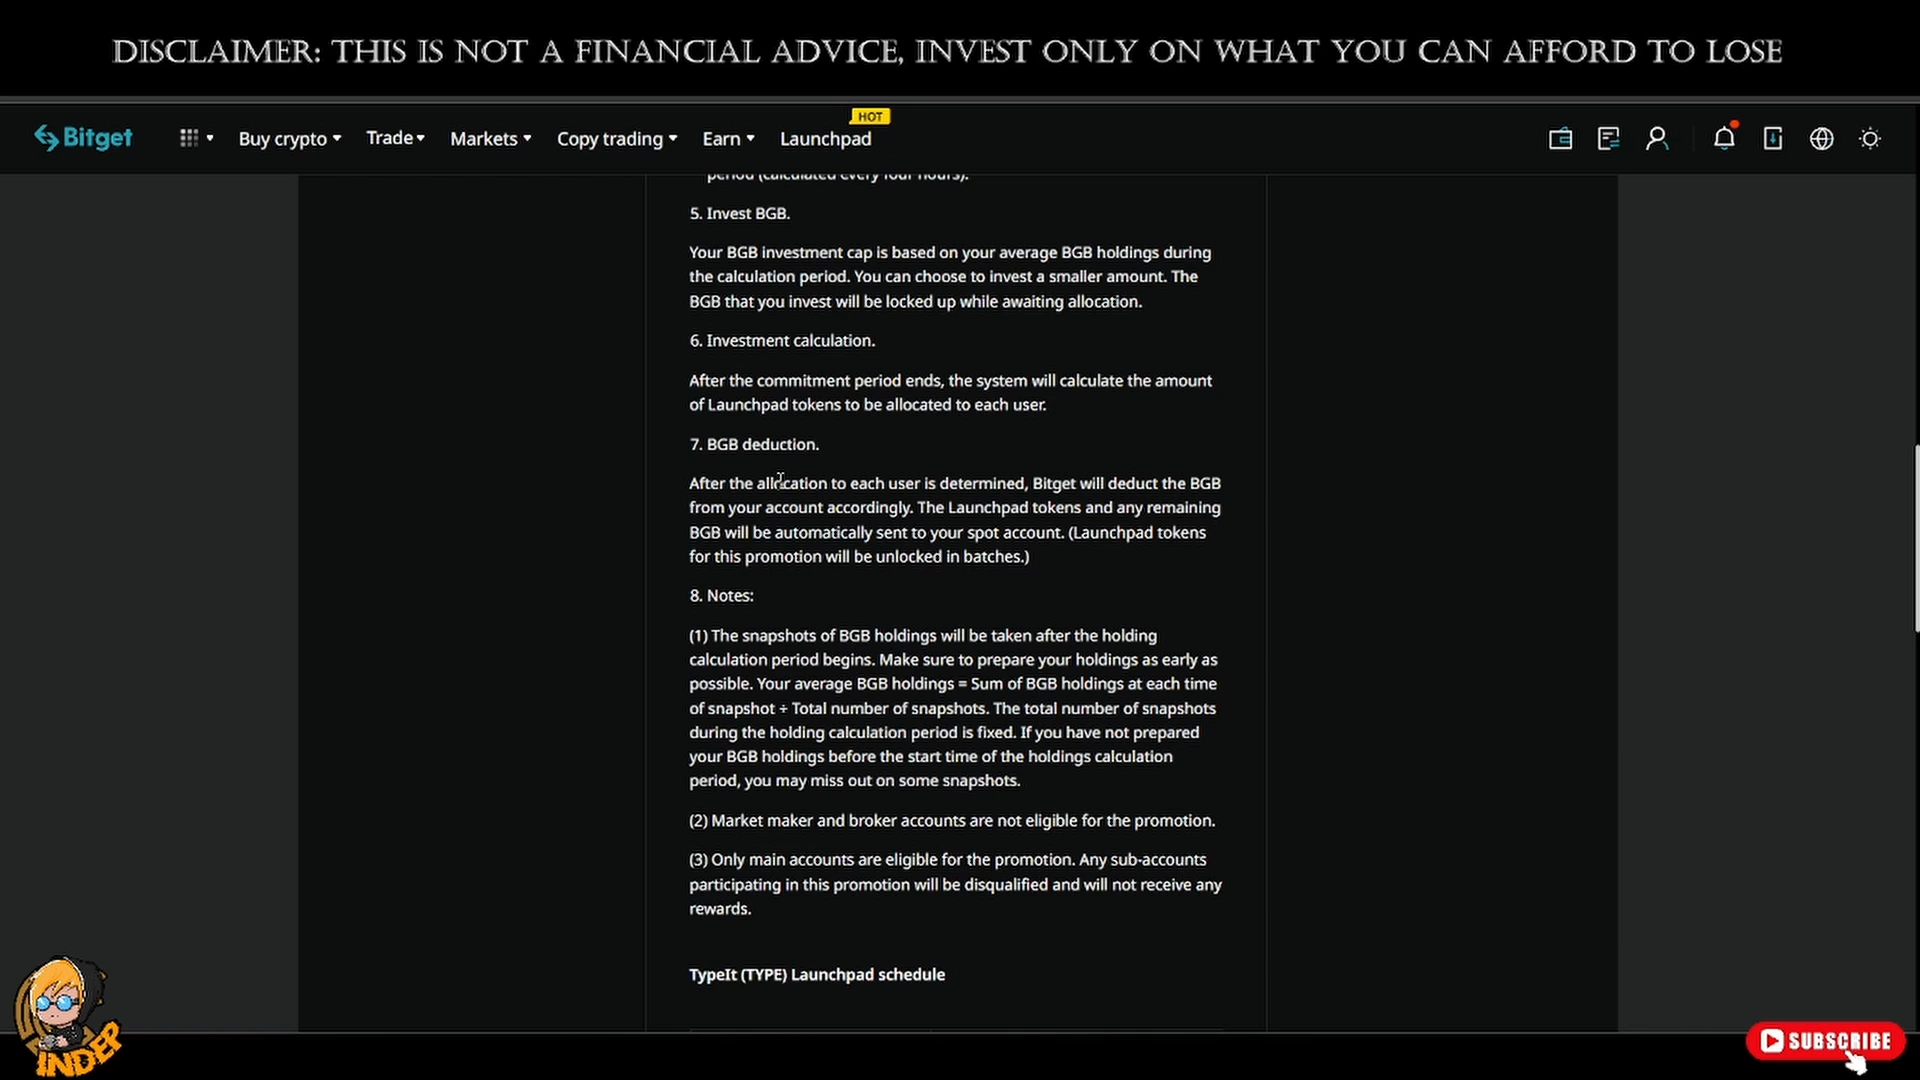 DISCLAIMER: THIS IS NOT A FINANCIAL ADVICE, INVEST ONLY ON WHAT YOU CAN AFFORD TO LOSE
HOT
Bitget Buy crypto Trade Markets Copy trading Earn Launchpad
period (calculated every four hours).
5. Invest BGB.
Your BGB investment cap is based on your average BGB holdings during
the calculation period. You can choose to invest a smaller amount. The
BGB that you invest will be locked up while awaiting allocation.
6. Investment calculation.
After the commitment period ends, the system will calculate the amount
of Launchpad tokens to be allocated to each user.
7. BGB deduction.
After the allocation to each user is determined, Bitget will deduct the BGB
from your account accordingly. The Launchpad tokens and any remaining
BGB will be automatically sent to your spot account. (Launchpad tokens
for this promotion will be unlocked in batches.)
8. Notes:
(1) The snapshots of BGB holdings will be taken after the holding
calculation period begins. Make sure to prepare your holdings as early as
possible. Your average BGB holdings = Sum of BGB holdings at each time
of snapshot ÷ Total number of snapshots. The total number of snapshots
during the holding calculation period is fixed. If you have not prepared
your BGB holdings before the start time of the holdings calculation
period, you may miss out on some snapshots.
(2) Market maker and broker accounts are not eligible for the promotion.
(3) Only main accounts are eligible for the promotion. Any sub-accounts
participating in this promotion will be disqualified and will not receive any
rewards.
TypeIt (TYPE) Launchpad schedule
INDEP
SUBSCRIBE